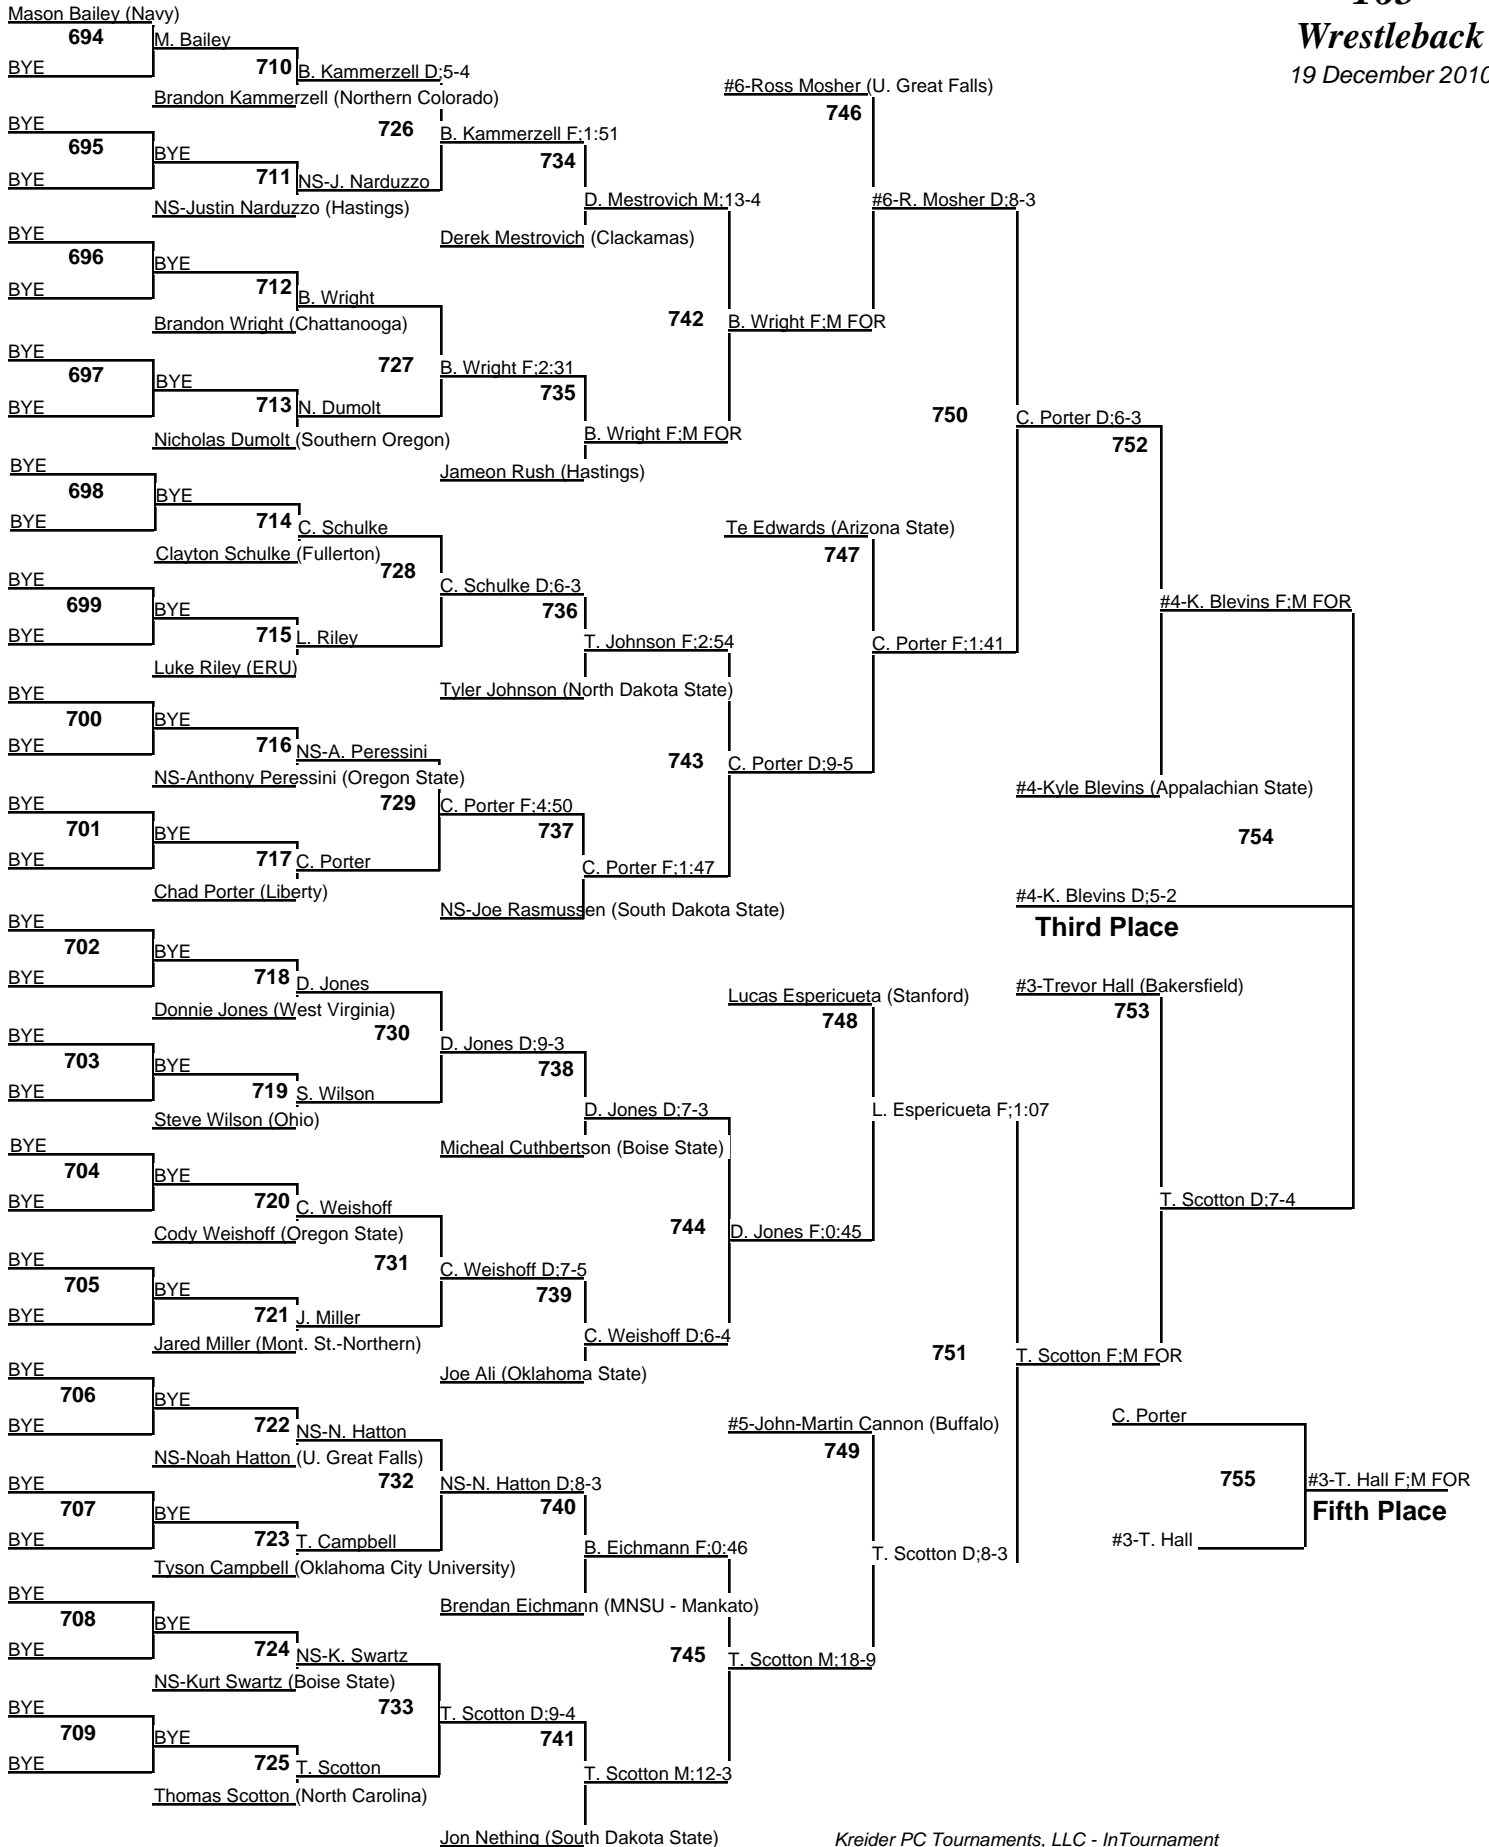 Wrestleback
19 December 2010
Mason Bailey (Navy)
694
M. Bailey
BYE
710
B. Kammerzell D;5-4
Brandon Kammerzell (Northern Colorado)
#6-Ross Mosher (U. Great Falls)
746
BYE
726
B. Kammerzell F;1:51
695
BYE
734
BYE
711
NS-J. Narduzzo
D. Mestrovich M;13-4
#6-R. Mosher D;8-3
NS-Justin Narduzzo (Hastings)
BYE
Derek Mestrovich (Clackamas)
696
BYE
BYE
712
B. Wright
Brandon Wright (Chattanooga)
742
B. Wright F;M FOR
BYE
727
B. Wright F;2:31
697
BYE
735
BYE
713
N. Dumolt
750
C. Porter D;6-3
Nicholas Dumolt (Southern Oregon)
B. Wright F;M FOR
752
BYE
Jameon Rush (Hastings)
698
BYE
BYE
714
C. Schulke
Te Edwards (Arizona State)
Clayton Schulke (Fullerton)
747
728
BYE
C. Schulke D;6-3
699
BYE
736
#4-K. Blevins F;M FOR
BYE
715
L. Riley
T. Johnson F;2:54
C. Porter F;1:41
Luke Riley (ERU)
BYE
Tyler Johnson (North Dakota State)
700
BYE
BYE
716
NS-A. Peressini
743
C. Porter D;9-5
NS-Anthony Peressini (Oregon State)
#4-Kyle Blevins (Appalachian State)
BYE
729
C. Porter F;4:50
701
BYE
737
754
BYE
717
C. Porter
C. Porter F;1:47
Chad Porter (Liberty)
#4-K. Blevins D;5-2
NS-Joe Rasmussen (South Dakota State)
Third Place
BYE
702
BYE
BYE
718
D. Jones
#3-Trevor Hall (Bakersfield)
Lucas Espericueta (Stanford)
Donnie Jones (West Virginia)
748
753
BYE
730
D. Jones D;9-3
703
BYE
738
BYE
719
S. Wilson
D. Jones D;7-3
L. Espericueta F;1:07
Steve Wilson (Ohio)
BYE
Micheal Cuthbertson (Boise State)
704
BYE
BYE
720
C. Weishoff
T. Scotton D;7-4
Cody Weishoff (Oregon State)
744
D. Jones F;0:45
BYE
731
C. Weishoff D;7-5
705
BYE
739
BYE
721
J. Miller
C. Weishoff D;6-4
Jared Miller (Mont. St.-Northern)
751
T. Scotton F;M FOR
BYE
Joe Ali (Oklahoma State)
706
BYE
BYE
722
NS-N. Hatton
#5-John-Martin Cannon (Buffalo)
C. Porter
NS-Noah Hatton (U. Great Falls)
749
BYE
732
NS-N. Hatton D;8-3
755
#3-T. Hall F;M FOR
707
BYE
740
Fifth Place
BYE
723
T. Campbell
B. Eichmann F;0:46
T. Scotton D;8-3
#3-T. Hall
Tyson Campbell (Oklahoma City University)
BYE
Brendan Eichmann (MNSU - Mankato)
708
BYE
BYE
724
NS-K. Swartz
745
T. Scotton M;18-9
NS-Kurt Swartz (Boise State)
BYE
733
T. Scotton D;9-4
709
BYE
741
BYE
725
T. Scotton
T. Scotton M;12-3
Thomas Scotton (North Carolina)
Jon Nething (South Dakota State)
Kreider PC Tournaments, LLC - InTournament